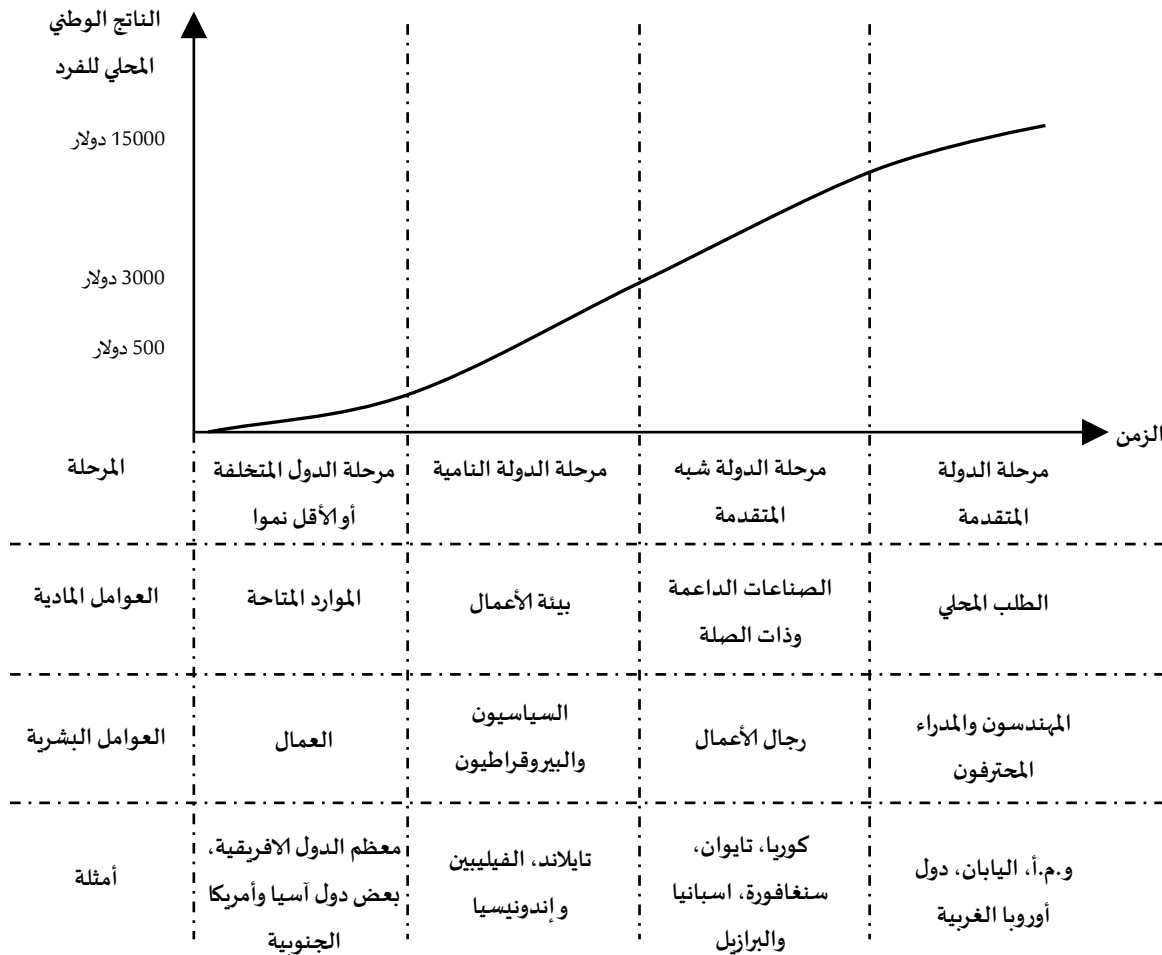 الناتج الوطني
المحلي للفرد
15000 دولار
3000 دولار
500 دولار
الزمن
المرحلة
مرحلة الدول المتخلفة
أو الأقل نموا
مرحلة الدولة النامية
مرحلة الدولة شبه
المتقدمة
مرحلة الدولة
المتقدمة
العوامل المادية
الموارد المتاحة
بيئة الأعمال
الصناعات الداعمة
وذات الصلة
الطلب المحلي
العوامل البشرية
العمال
السياسيون
والبيروقراطيون
رجال الأعمال
المهندسون والمدراء
المحترفون
أمثلة
معظم الدول الافريقية،
بعض دول آسيا وأمريكا
الجنوبية
تايلاند، الفيليبين
وإندونيسيا
كوريا، تايوان،
سنغافورة، اسبانيا
والبرازيل
و.م.أ، اليابان، دول
أوروبا الغربية